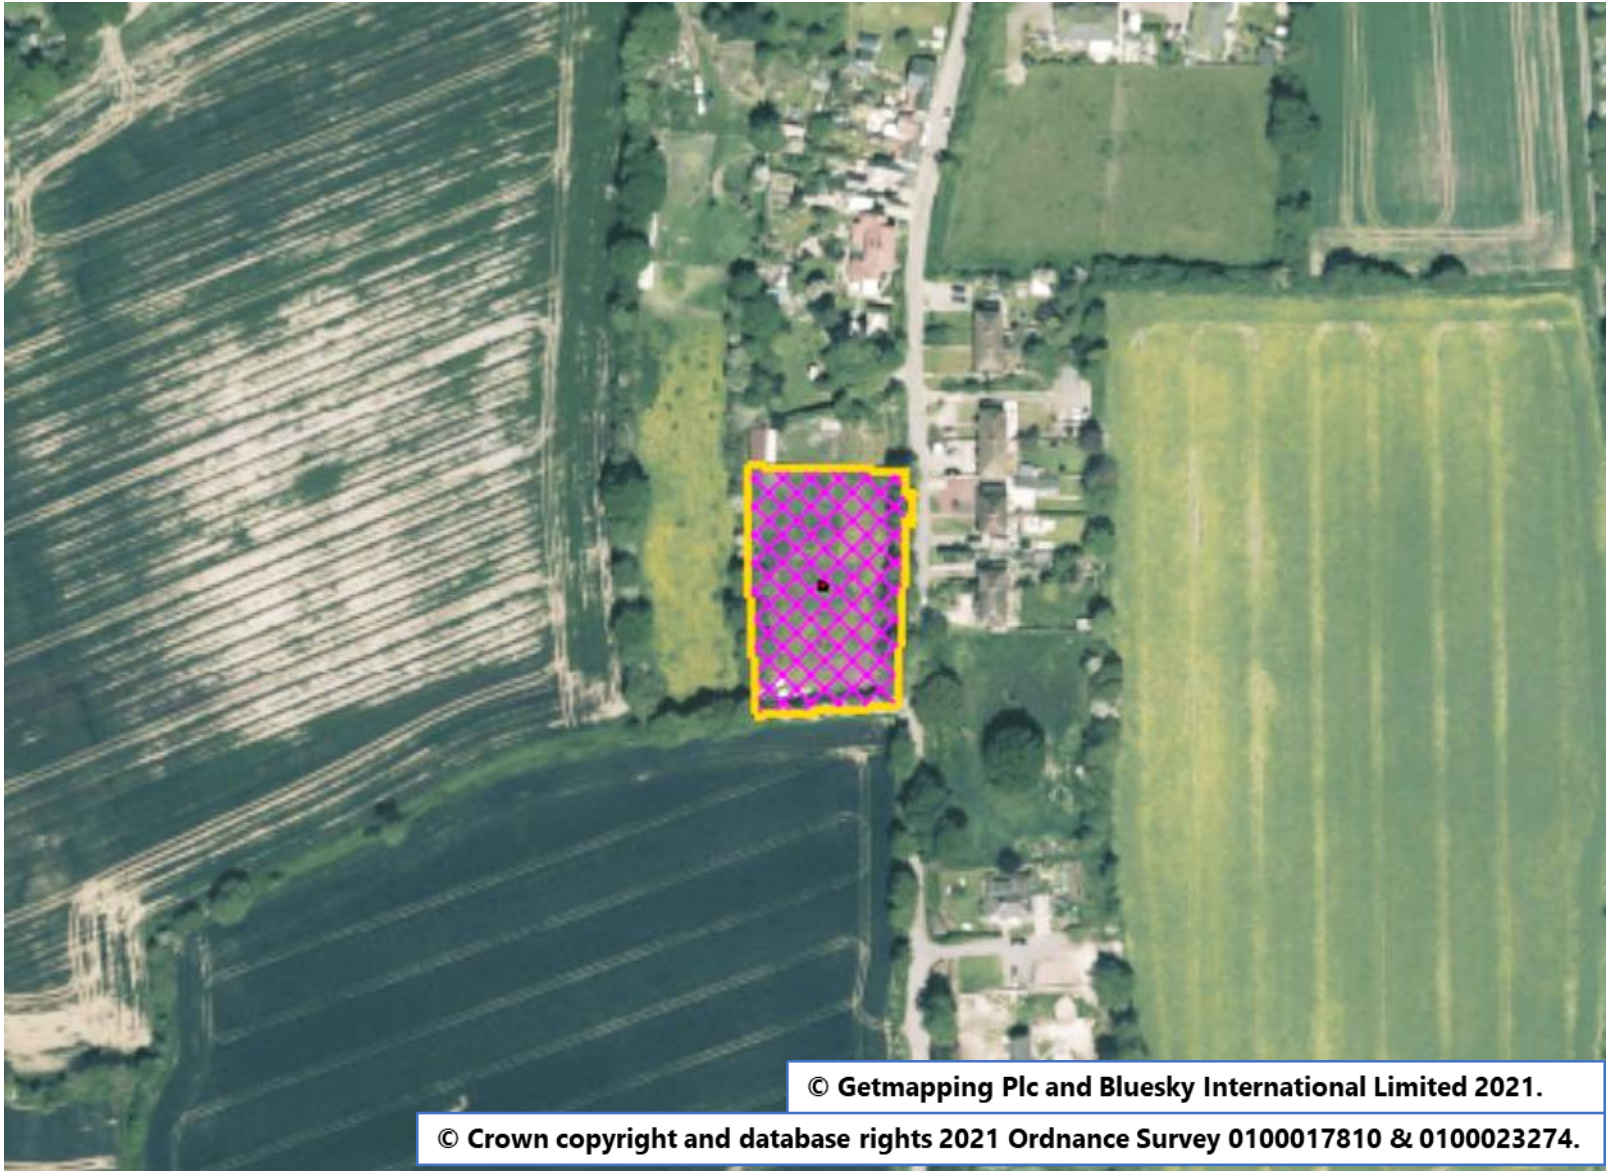 © Getmapping Plc and Bluesky International Limited 2021.
© Crown copyright and database rights 2021 Ordnance Survey 0100017810 & 0100023274.